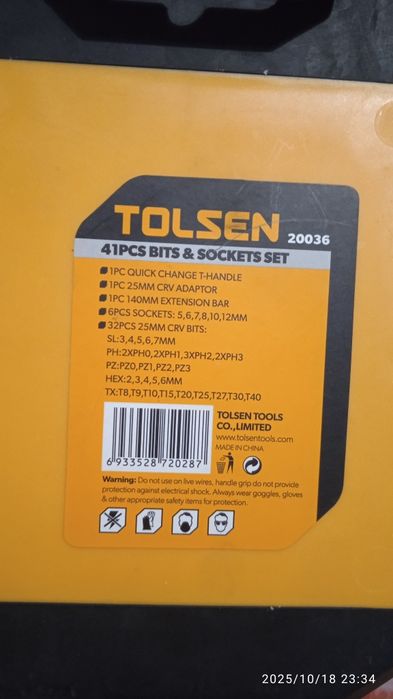 TOLSEN 20036
41PCS BITS & SOCKETS SET
1PC QUICK CHANGE T-HANDLE
1PC 25MM CRV ADAPTOR
1PC 140MM EXTENSION BAR
6PCS SOCKETS: 5,6,7,8,10,12MM
32PCS 25MM CRV BITS:
SL:3,4,5,6,7MM
PH:2XPH0,2XPH1,3XPH2,2XPH3
PZ:PZ0,PZ1,PZ2,PZ3
HEX:2,3,4,5,6MM
TX:T8,T9,T10,T15,T20,T25,T27,T30,T40
6 933528 720287
TOLSEN TOOLS
CO.,LIMITED
www.tolsentools.com
MADE IN CHINA
Warning: Do not use on live wires, handle grip do not provide
protection against electrical shock. Always wear goggles, gloves
& other appropriate safety items for protection.
2025/10/18 23:34